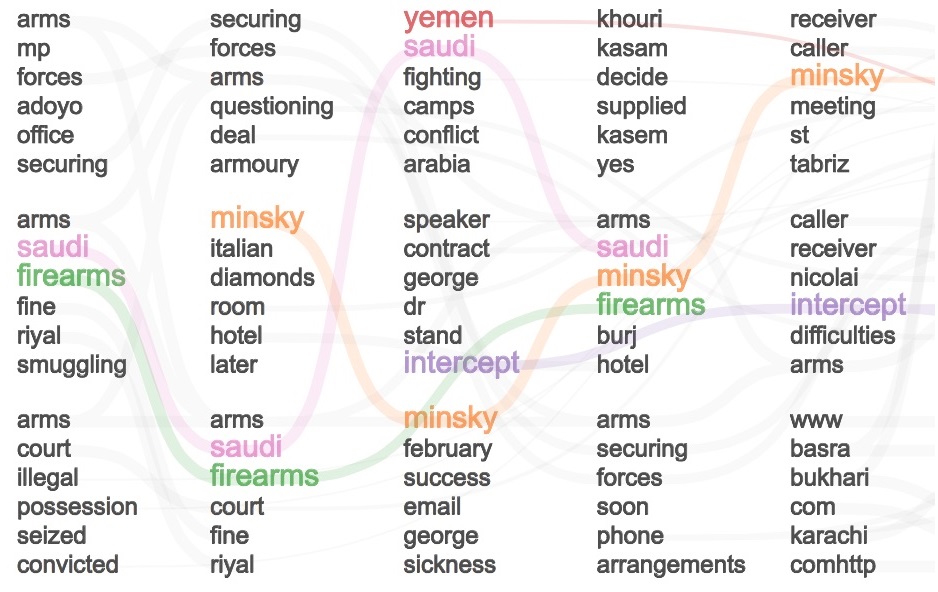 arms securing yemen khouri receiver
mp forces saudi kasam caller
forces arms fighting decide minsky
adoyo questioning camps supplied meeting
office deal conflict kasem st
securing armoury arabia yes tabriz
arms minsky speaker arms caller
saudi italian contract saudi receiver
firearms diamonds george minsky nicolai
fine room dr firearms intercept
riyal hotel stand burj difficulties
smuggling later intercept hotel arms
arms arms minsky arms www
court saudi february securing basra
illegal firearms success forces bukhari
possession court email soon com
seized fine george phone karachi
convicted riyal sickness arrangements comhttp